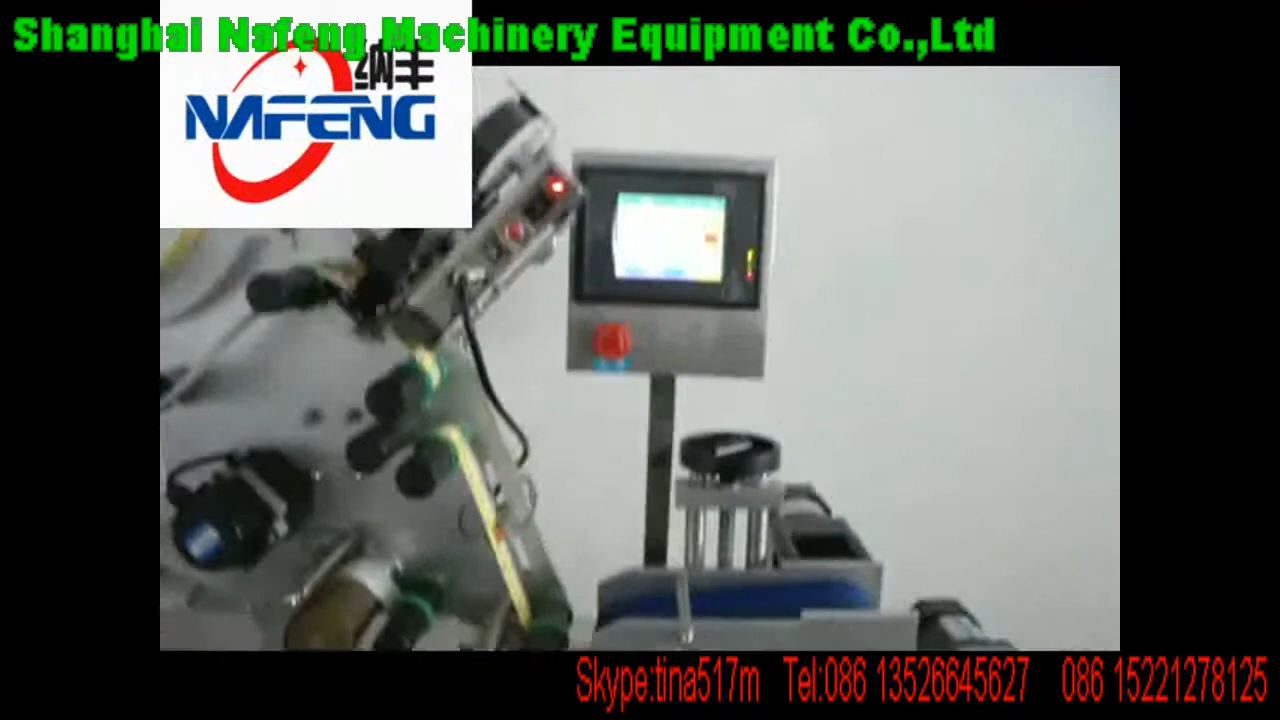 Shanghai Nafeng Machinery Equipment Co.,Ltd
纳丰
NAFENG
Skype:tina517m Tel:086 13526645627 086 15221278125